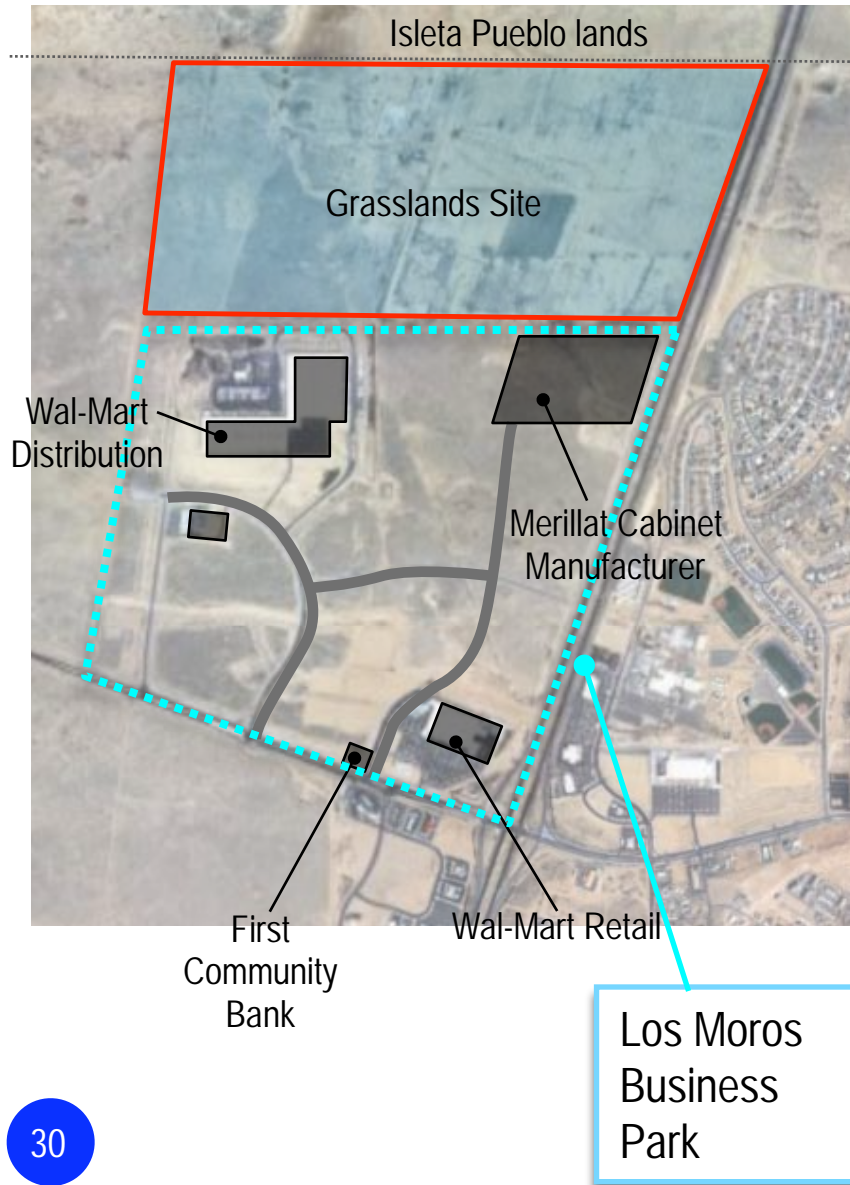 Isleta Pueblo lands
Grasslands Site
Wal-Mart
Distribution
Merillat Cabinet
Manufacturer
First
Community
Bank
Wal-Mart Retail
Los Moros
Business
Park
30